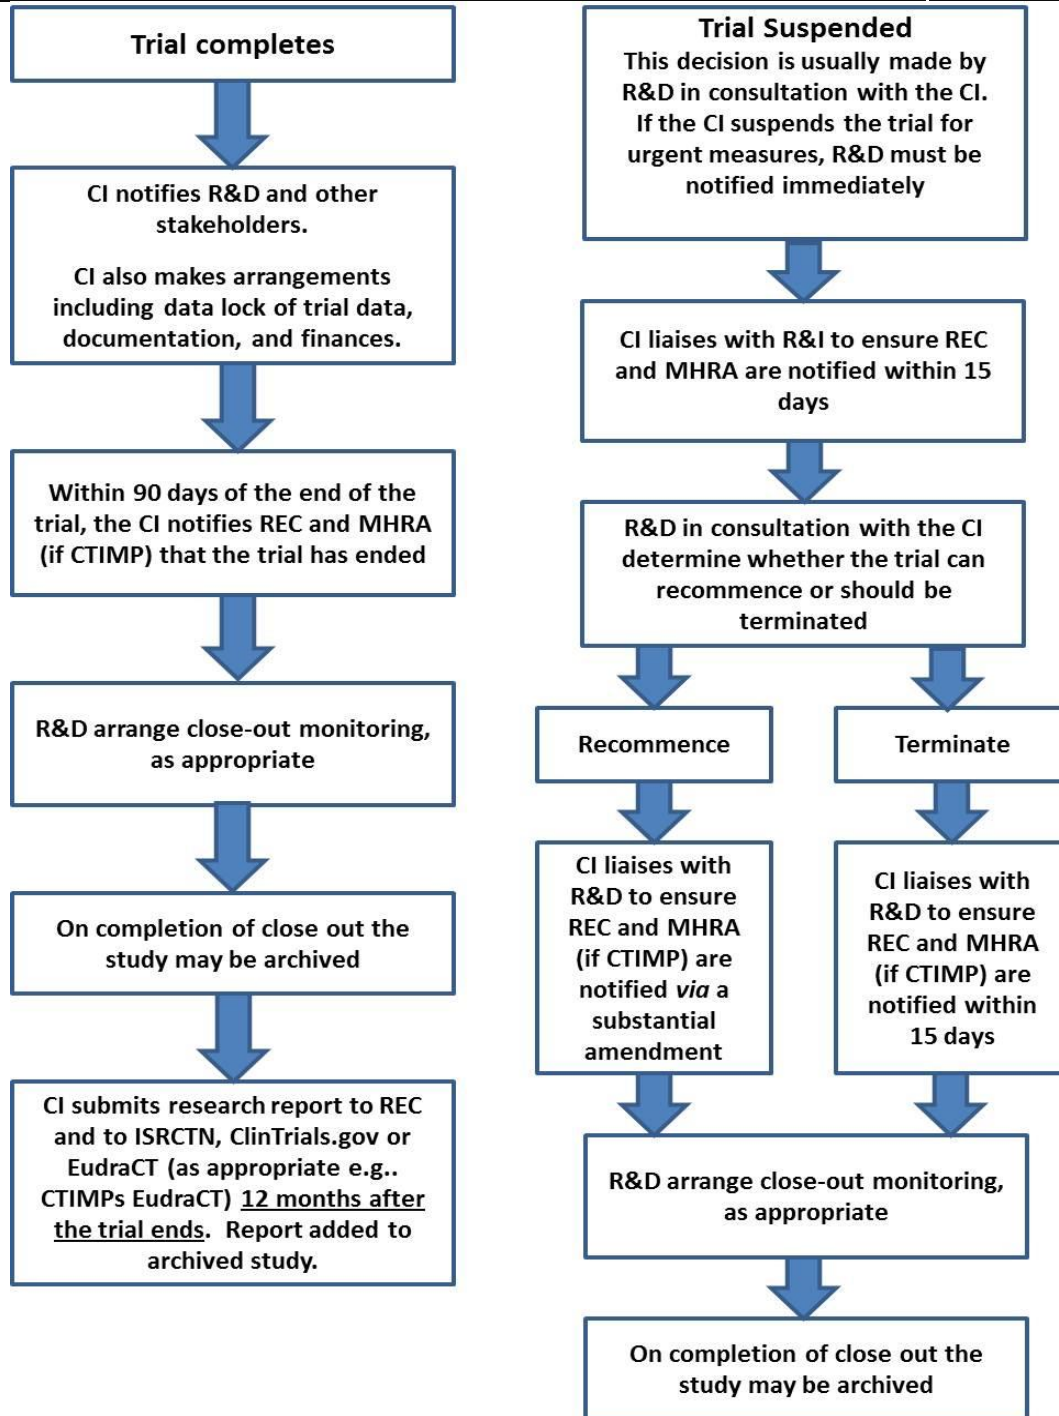 Trial completes
CI notifies R&D and other
stakeholders.
CI also makes arrangements
including data lock of trial data,
documentation, and finances.
Within 90 days of the end of the
trial, the CI notifies REC and MHRA
(if CTIMP) that the trial has ended
R&D arrange close-out monitoring,
as appropriate
On completion of close out the
study may be archived
CI submits research report to REC
and to ISRCTN, ClinTrials.gov or
EudraCT (as appropriate e.g..
CTIMPs EudraCT) 12 months after
the trial ends. Report added to
archived study.
Trial Suspended
This decision is usually made by
R&D in consultation with the CI.
If the CI suspends the trial for
urgent measures, R&D must be
notified immediately
CI liaises with R&I to ensure REC
and MHRA are notified within 15
days
R&D in consultation with the CI
determine whether the trial can
recommence or should be
terminated
Recommence
CI liaises with
R&D to ensure
REC and MHRA
(if CTIMP) are
notified via a
substantial
amendment
Terminate
CI liaises with
R&D to ensure
REC and MHRA
(if CTIMP) are
notified within
15 days
R&D arrange close-out monitoring,
as appropriate
On completion of close out the
study may be archived